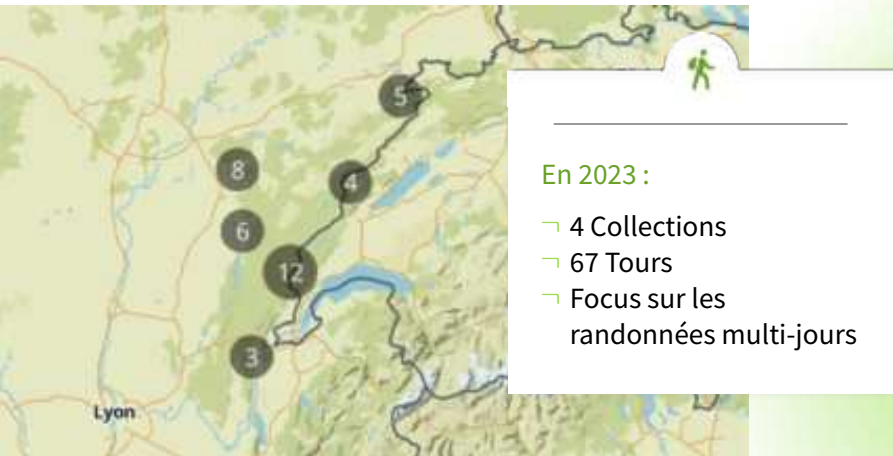 5
8
4
6
12
3
Lyon
En 2023 :
4 Collections
67 Tours
Focus sur les
randonnées multi-jours